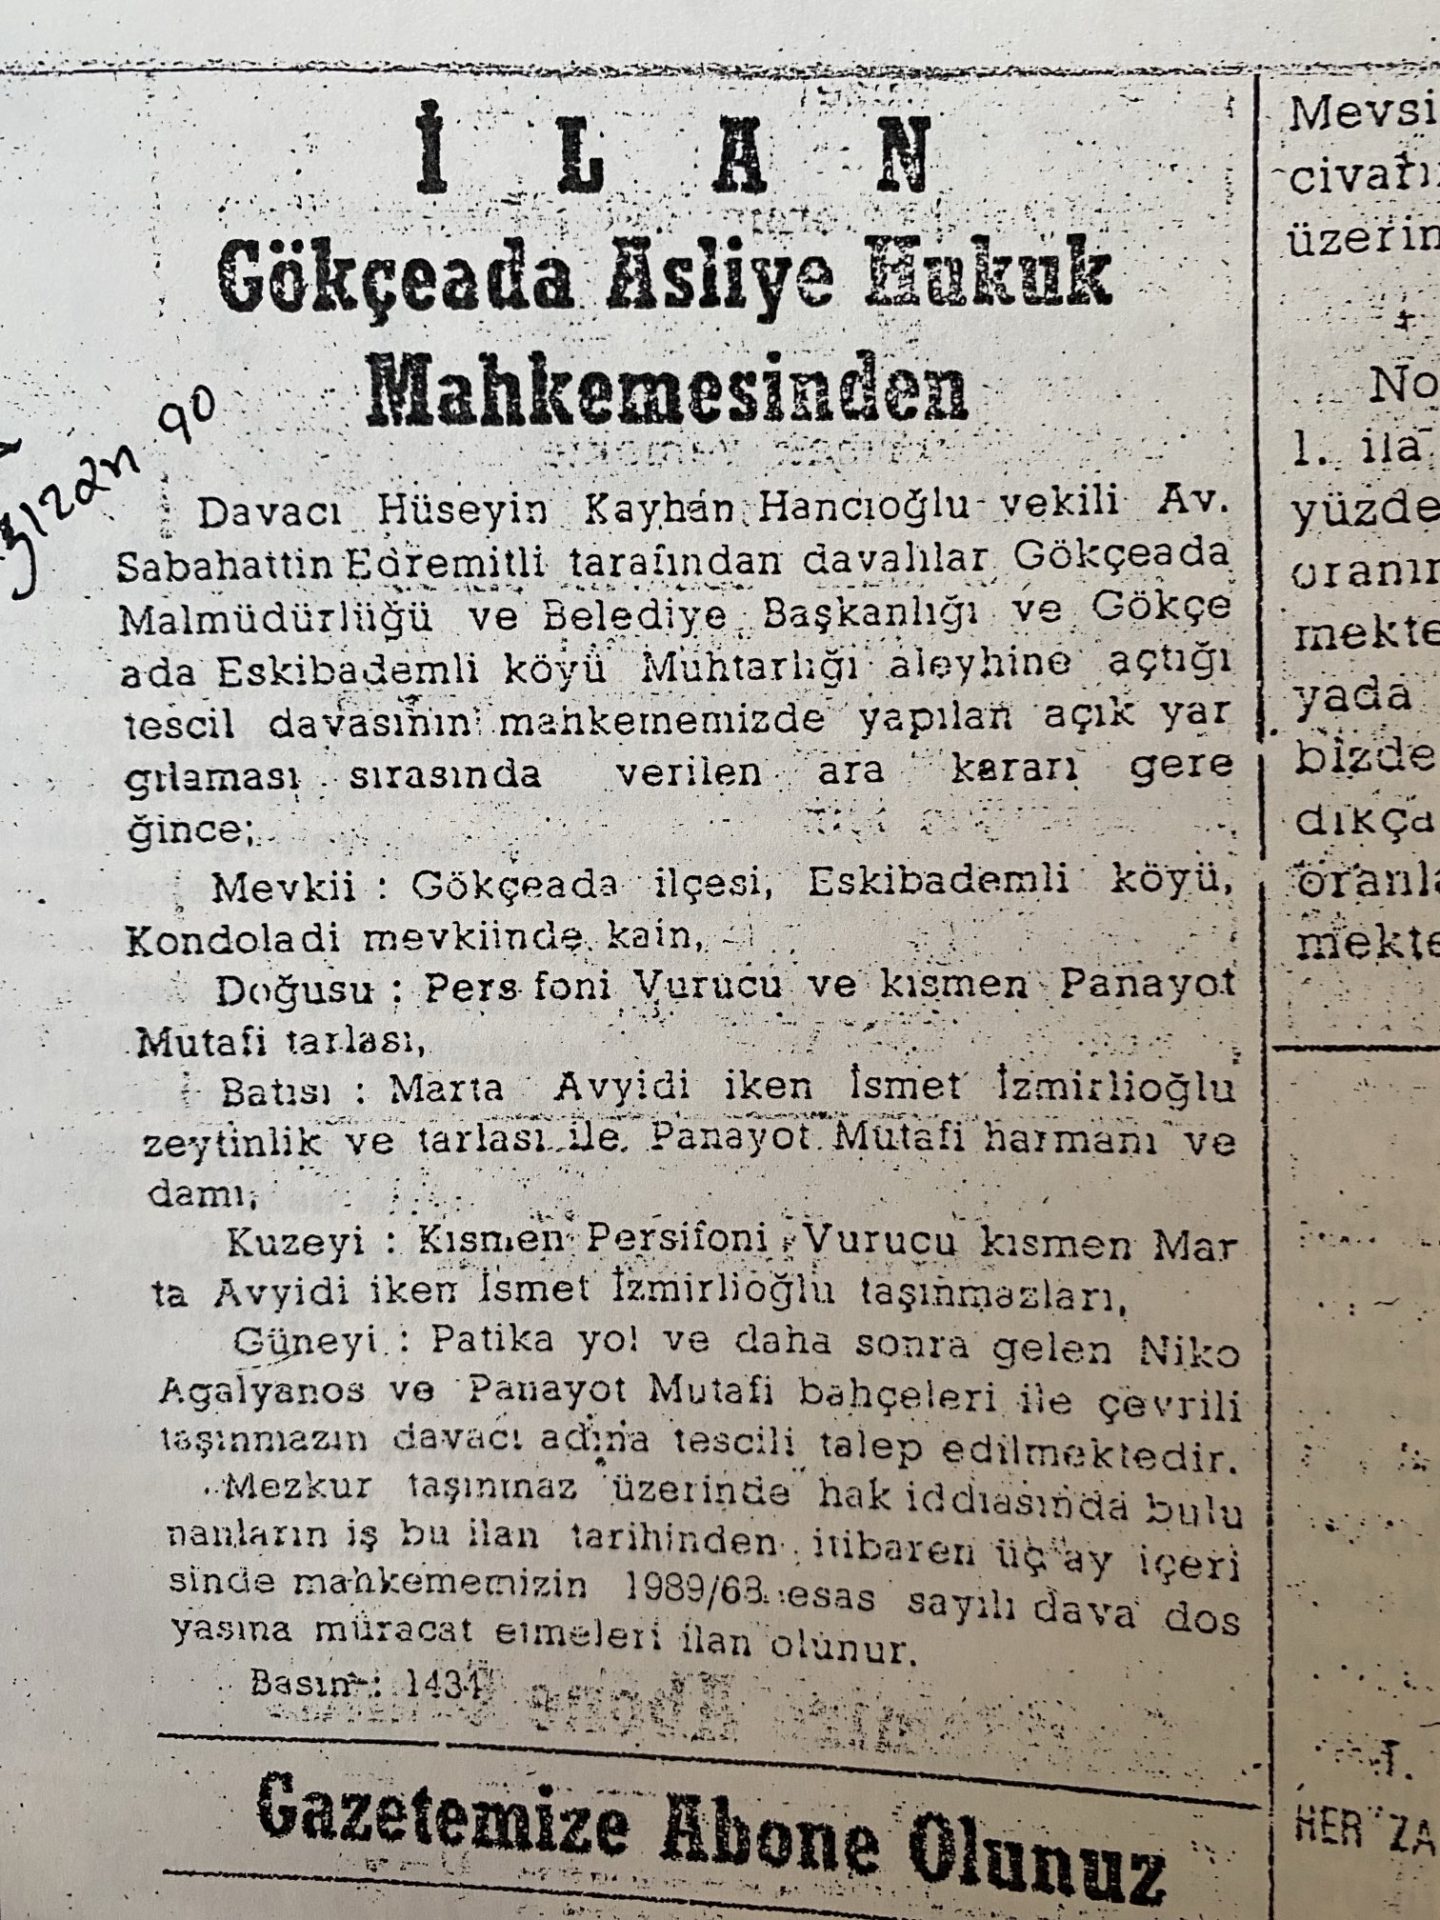 İLAN
Gökçeada Asliye Hukuk
Mahkemesinden
90
Davacı Hüseyin Kayhan Hancıoğlu vekili Av.
Sabahattin Edremitli tarafından davalılar Gökçeada
Malmüdürlüğü ve Belediye Başkanlığı ve Gökçe
ada Eskibademli köyü Muhtarlığı aleyhine açtığı
tescil davasının mahkememizde yapılan açık yar
gılaması sırasında verilen ara kararı gere
ğince;
Mevkii : Gökçeada ilçesi, Eskibademli köyü,
Kondoladi mevkiinde kain,
Doğusu : Pers foni Vurucu ve kısmen Panayot
Mutafi tarlası,
Batısı : Marta Avyidi iken İsmet İzmirlioğlu
zeytinlik ve tarlası ile Panayot Mutafi harmanı ve
damı,
Kuzeyi : Kısmen Persifoni Vurucu kısmen Mar
ta Avyidi iken İsmet İzmirlioğlu taşınmazları,
Güneyi : Patika yol ve daha sonra gelen Niko
Agalyanos ve Panayot Mutafi bahçeleri ile çevrili
taşınmazın davacı adına tescili talep edilmektedir.
Mezkur taşınmaz üzerinde hak iddiasında bulu
nanların iş bu ilan tarihinden itibaren üç ay içeri
sinde mahkememizin 1989/68 esas sayılı dava dos
yasına müracat etmeleri ilan olunur.
Basın : 1434
Gazetemize Abone Olunuz
Mevsi
civarı
üzerin
No
1. ila
yüzde
oranın
mekte
yada
bizde
dıkça
oranla
mekte
HER ZA